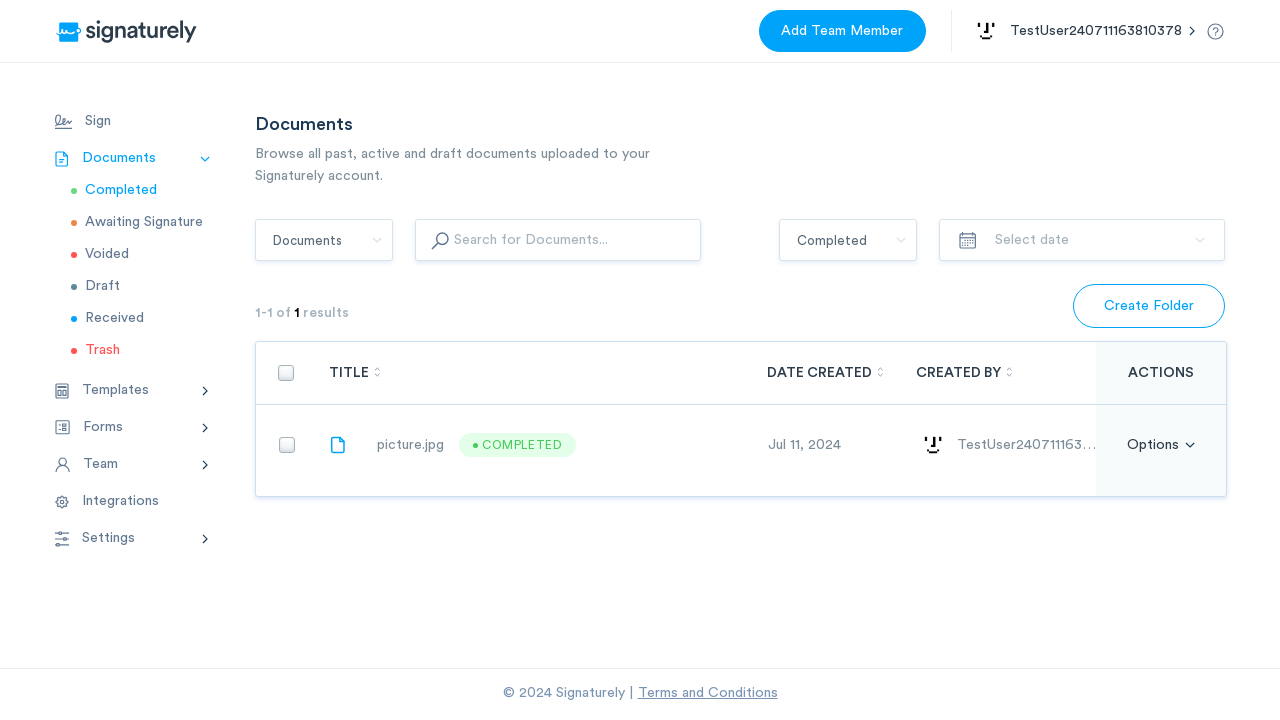 signaturely
Add Team Member
TestUser240711163810378
Sign
Documents
Completed
Awaiting Signature
Voided
Draft
Received
Trash
Templates
Forms
Team
Integrations
Settings
Documents
Browse all past, active and draft documents uploaded to your
Signaturely account.
Documents
Search for Documents...
Completed
Select date
1-1 of 1 results
Create Folder
TITLE DATE CREATED CREATED BY ACTIONS
picture.jpg COMPLETED Jul 11, 2024 TestUser240711163... Options
© 2024 Signaturely | Terms and Conditions